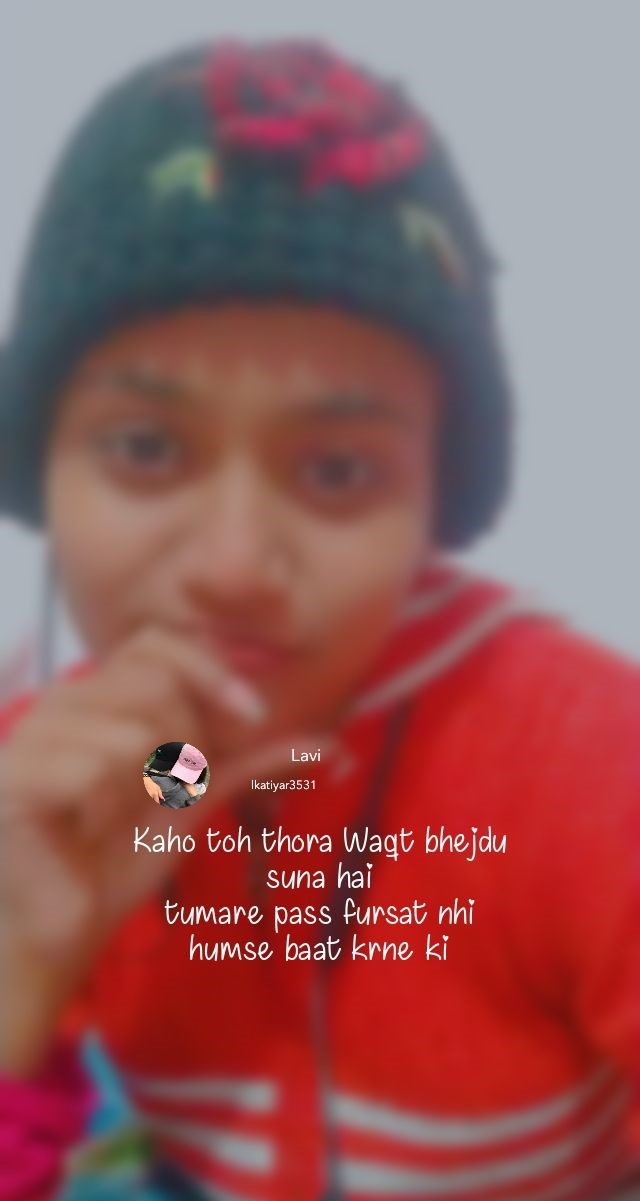 Lavi
lkatiyar3531
Kaho toh thora Waqt bhejdu
suna hai
tumare pass fursat nhi
humse baat krne ki